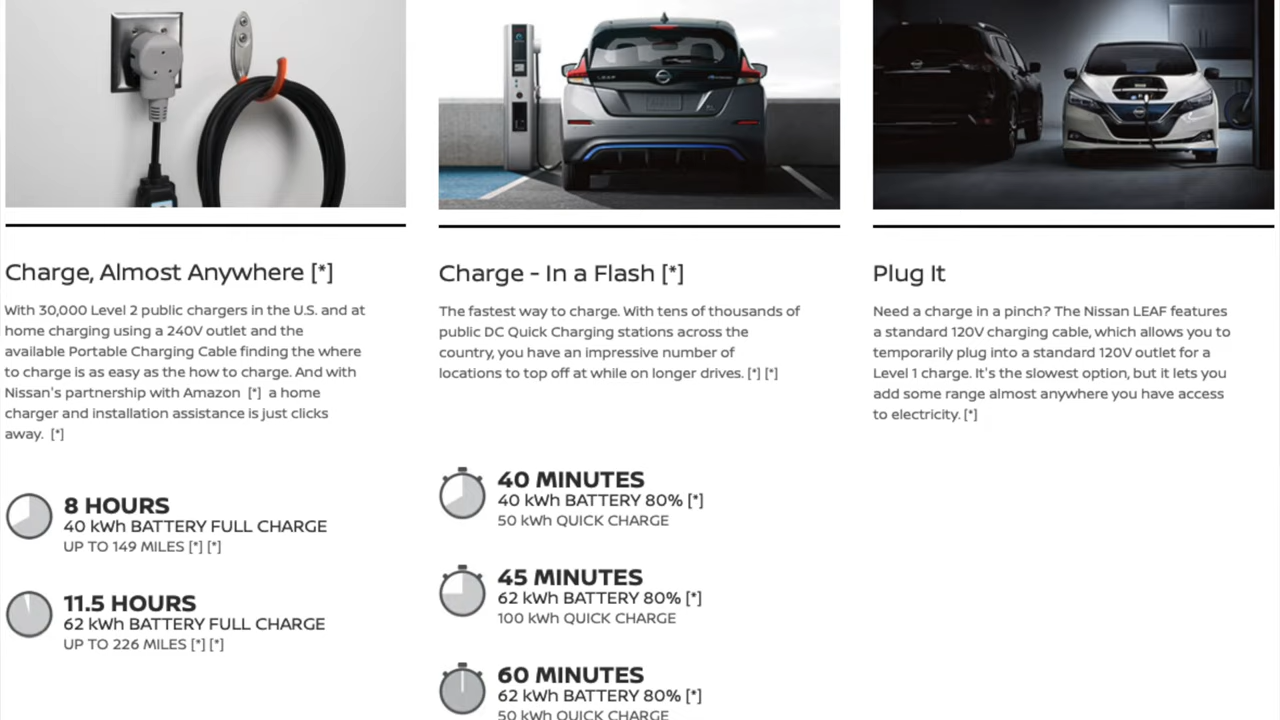 LEAF
Charge, Almost Anywhere [*]
With 30,000 Level 2 public chargers in the U.S. and at
home charging using a 240V outlet and the
available Portable Charging Cable finding the where
to charge is as easy as the how to charge. And with
Nissan's partnership with Amazon [*] a home
charger and installation assistance is just clicks
away. [*]
8 HOURS
40 kWh BATTERY FULL CHARGE
UP TO 149 MILES [*] [*]
11.5 HOURS
62 kWh BATTERY FULL CHARGE
UP TO 226 MILES [*] [*]
Charge - In a Flash [*]
The fastest way to charge. With tens of thousands of
public DC Quick Charging stations across the
country, you have an impressive number of
locations to top off at while on longer drives. [*] [*]
40 MINUTES
40 kWh BATTERY 80% [*]
50 kWh QUICK CHARGE
45 MINUTES
62 kWh BATTERY 80% [*]
100 kWh QUICK CHARGE
60 MINUTES
62 kWh BATTERY 80% [*]
50 kWh QUICK CHARGE
Plug It
Need a charge in a pinch? The Nissan LEAF features
a standard 120V charging cable, which allows you to
temporarily plug into a standard 120V outlet for a
Level 1 charge. It's the slowest option, but it lets you
add some range almost anywhere you have access
to electricity. [*]